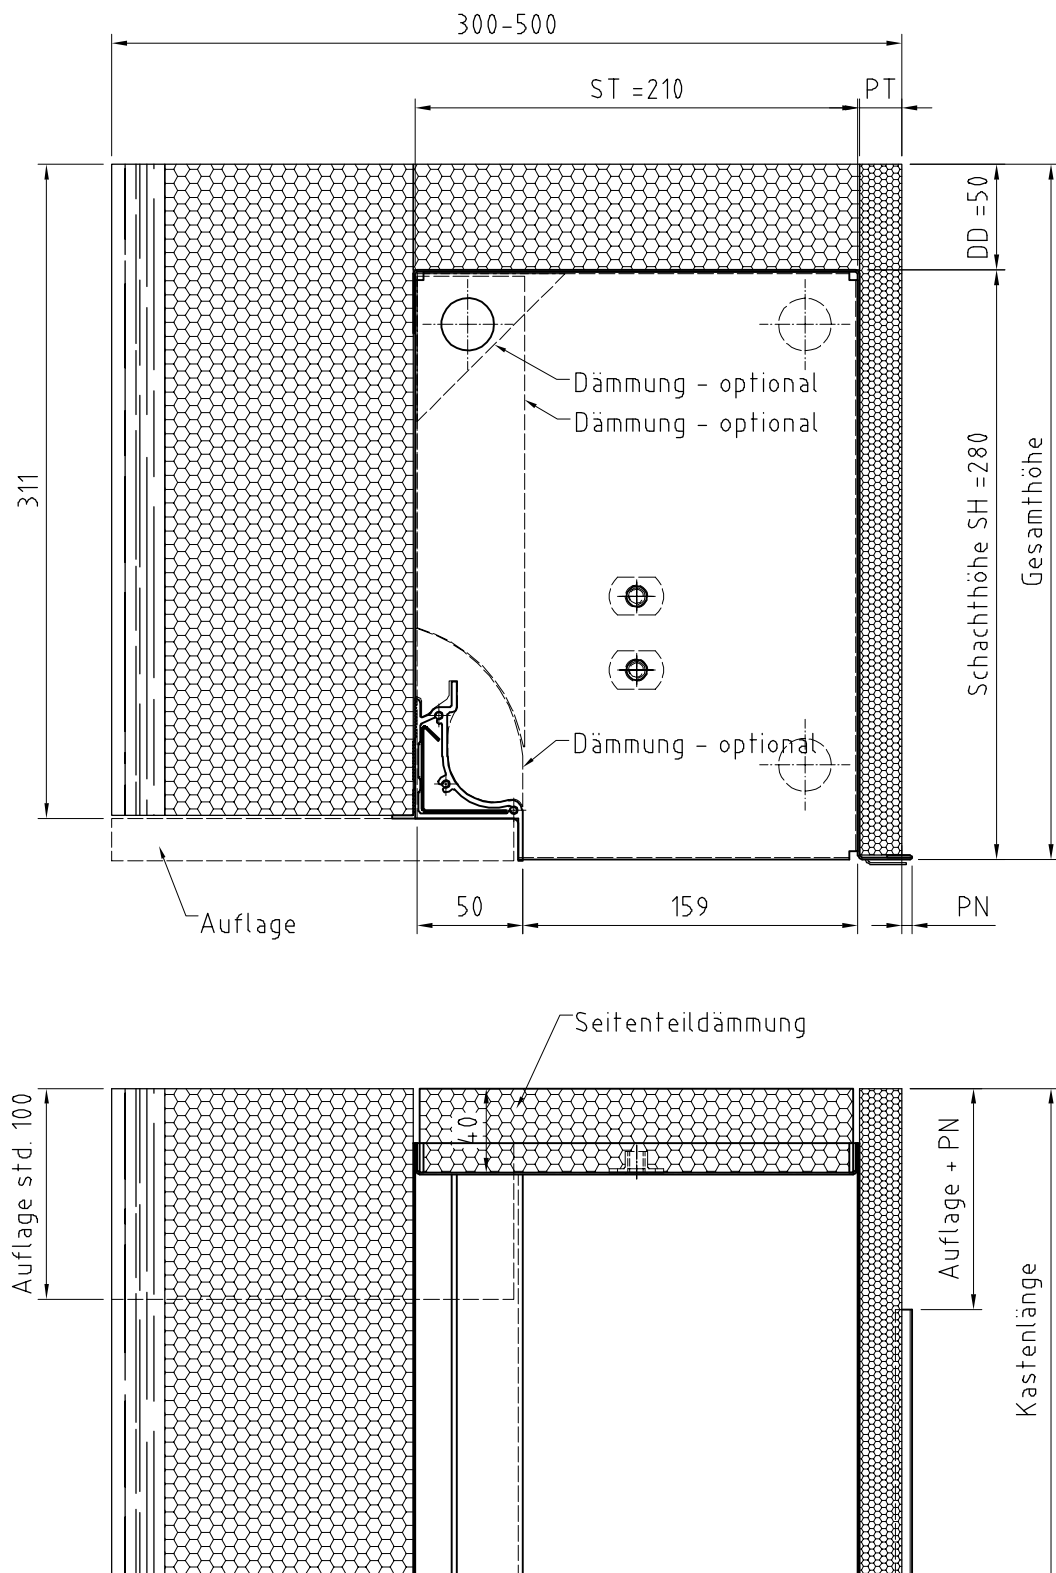 300-500
ST =210
PT
DD =50
Dämmung - optional
Dämmung - optional
311
Schachthöhe SH =280
Gesamthöhe
Dämmung - optional
50
159
PN
Auflage
Seitenteildämmung
Auflage std. 100
40
Auflage + PN
Kastenlänge